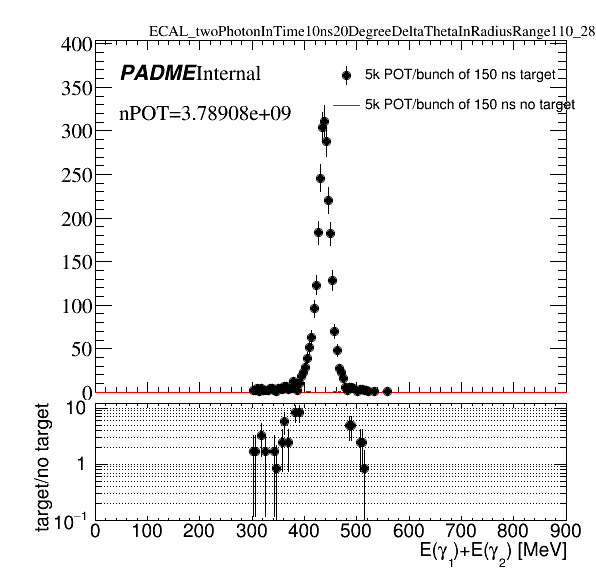 ECAL_twoPhotonInTime10ns20DegreeDeltaThetaInRadiusRange110_28
400
350
300
250
200
150
100
50
0
PADME Internal
nPOT=3.78908e+09
5k POT/bunch of 150 ns target
5k POT/bunch of 150 ns no target
target/no target
10
1
10⁻¹
0 100 200 300 400 500 600 700 800 900
E(γ₁)+E(γ₂) [MeV]